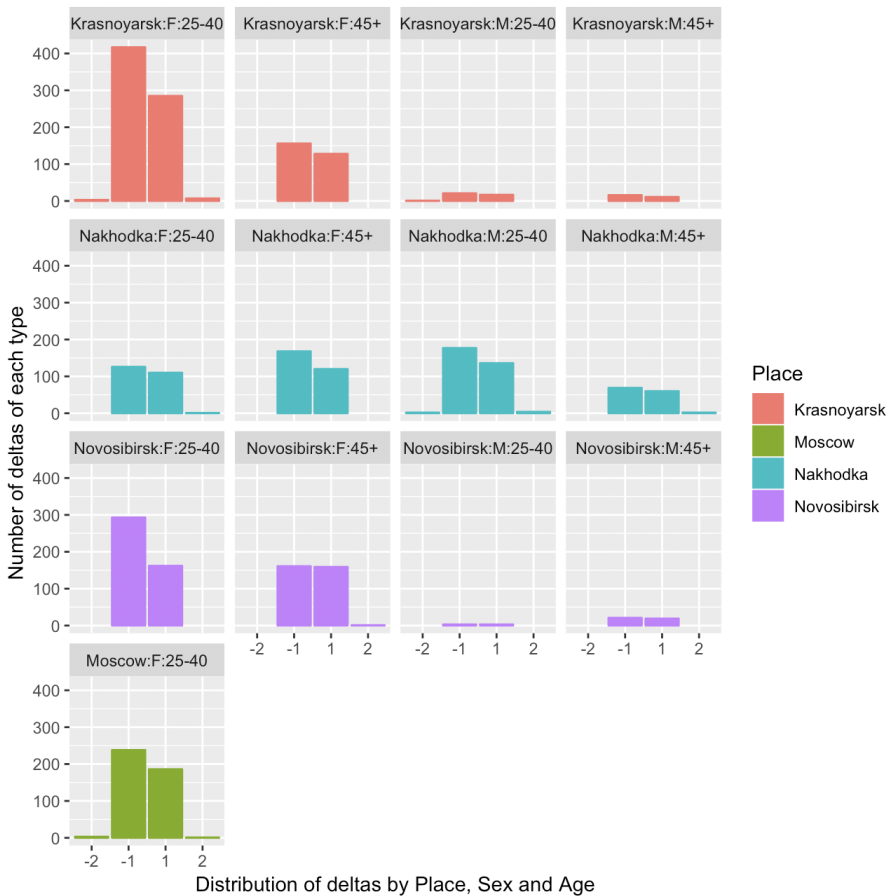 Krasnoyarsk:F:25-40 Krasnoyarsk:F:45+ Krasnoyarsk:M:25-40 Krasnoyarsk:M:45+
400
300
200
100
0
Nakhodka:F:25-40 Nakhodka:F:45+ Nakhodka:M:25-40 Nakhodka:M:45+
400
300
200
100
0
Novosibirsk:F:25-40 Novosibirsk:F:45+ Novosibirsk:M:25-40 Novosibirsk:M:45+
400
300
200
100
0
-2 -1 1 2 -2 -1 1 2 -2 -1 1 2
Moscow:F:25-40
400
300
200
100
0
-2 -1 1 2
Distribution of deltas by Place, Sex and Age
Number of deltas of each type
Place
Krasnoyarsk
Moscow
Nakhodka
Novosibirsk